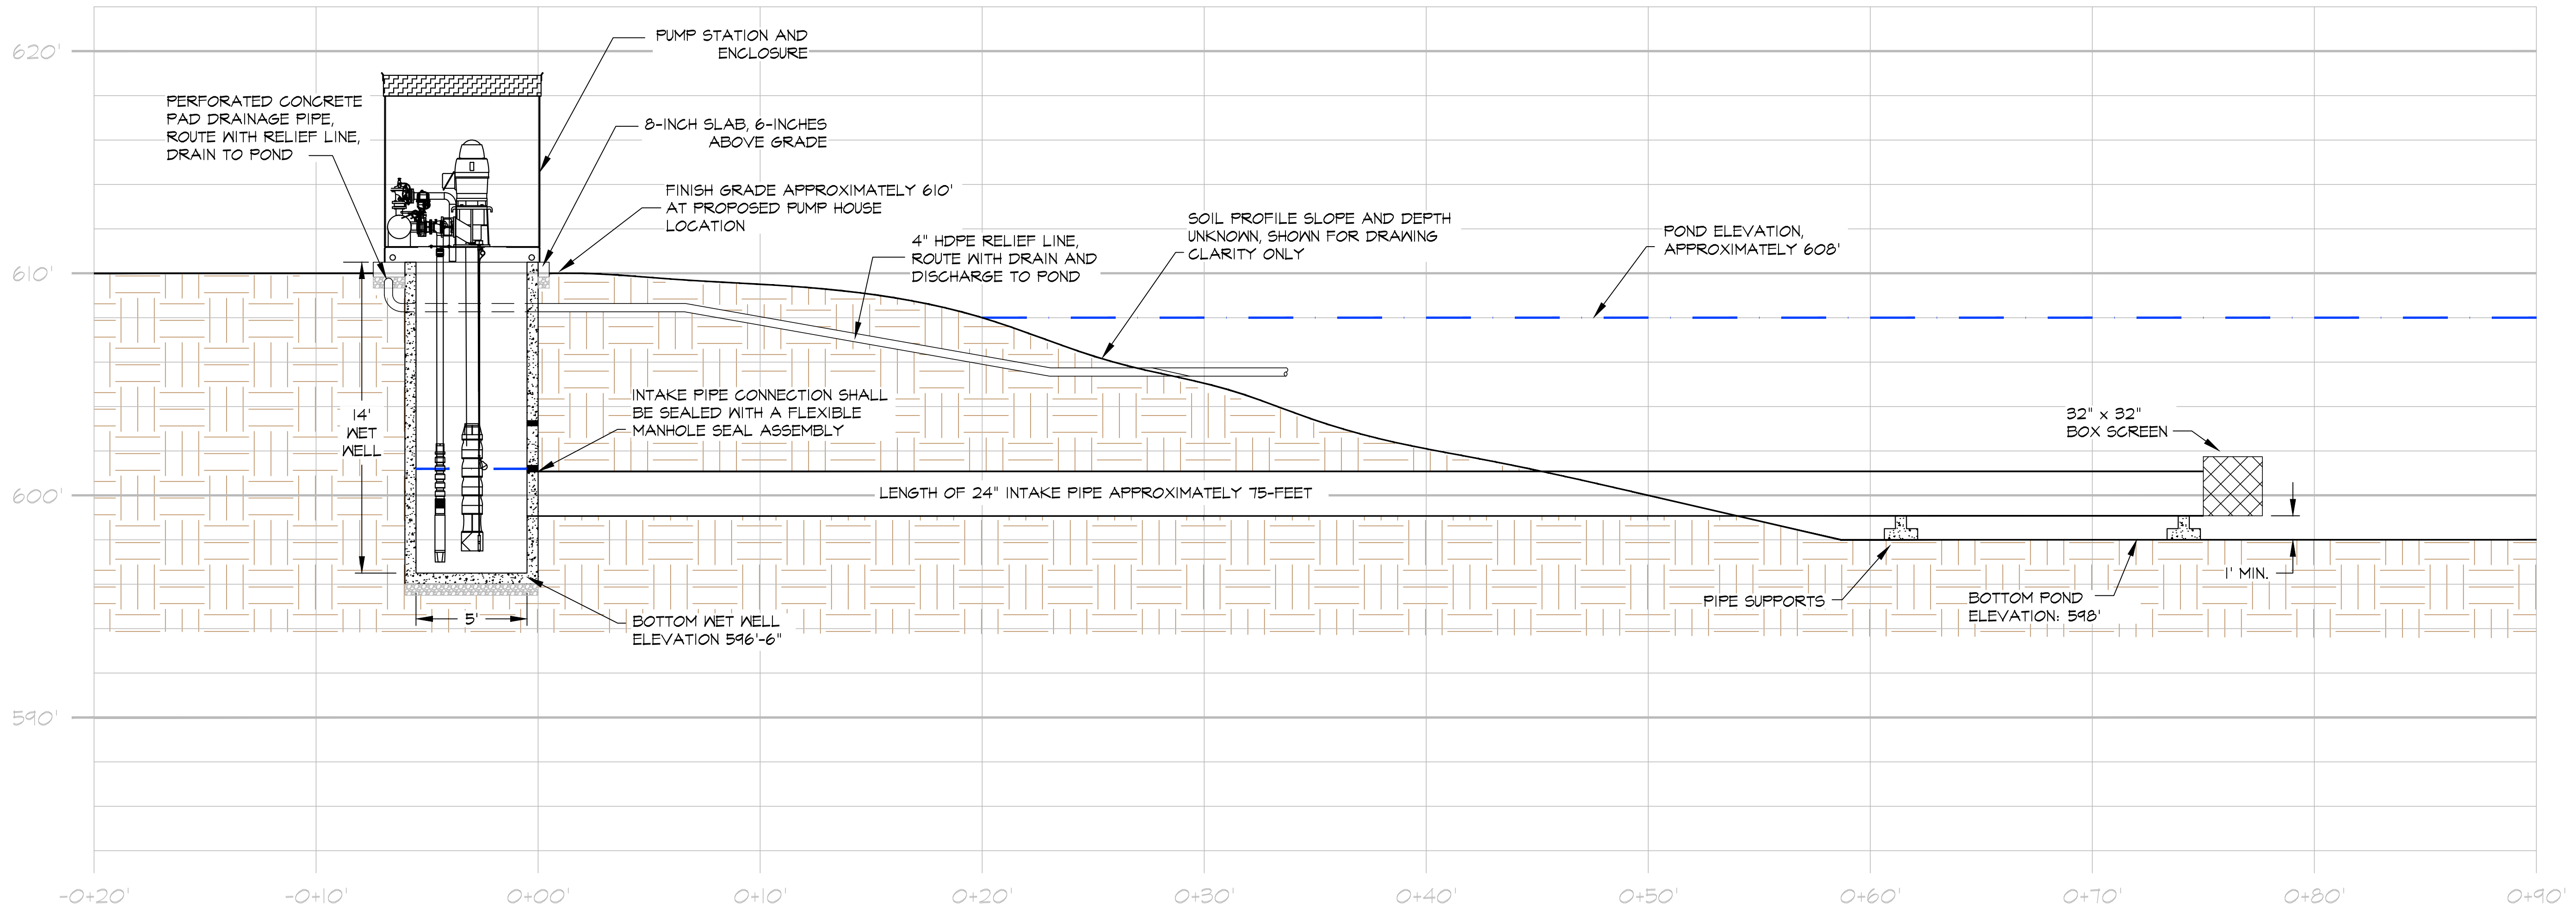 620'
PUMP STATION AND
ENCLOSURE
PERFORATED CONCRETE
PAD DRAINAGE PIPE,
ROUTE WITH RELIEF LINE,
DRAIN TO POND
8-INCH SLAB, 6-INCHES
ABOVE GRADE
FINISH GRADE APPROXIMATELY 610'
AT PROPOSED PUMP HOUSE
LOCATION
4" HDPE RELIEF LINE,
ROUTE WITH DRAIN AND
DISCHARGE TO POND
SOIL PROFILE SLOPE AND DEPTH
UNKNOWN, SHOWN FOR DRAWING
CLARITY ONLY
POND ELEVATION,
APPROXIMATELY 608'
610'
14'
WET
WELL
INTAKE PIPE CONNECTION SHALL
BE SEALED WITH A FLEXIBLE
MANHOLE SEAL ASSEMBLY
32" x 32"
BOX SCREEN
600'
LENGTH OF 24" INTAKE PIPE APPROXIMATELY 75-FEET
1' MIN.
PIPE SUPPORTS
BOTTOM POND
ELEVATION: 598'
5'
BOTTOM WET WELL
ELEVATION 596'-6"
590'
-0+20'
-0+10'
0+00'
0+10'
0+20'
0+30'
0+40'
0+50'
0+60'
0+70'
0+80'
0+90'